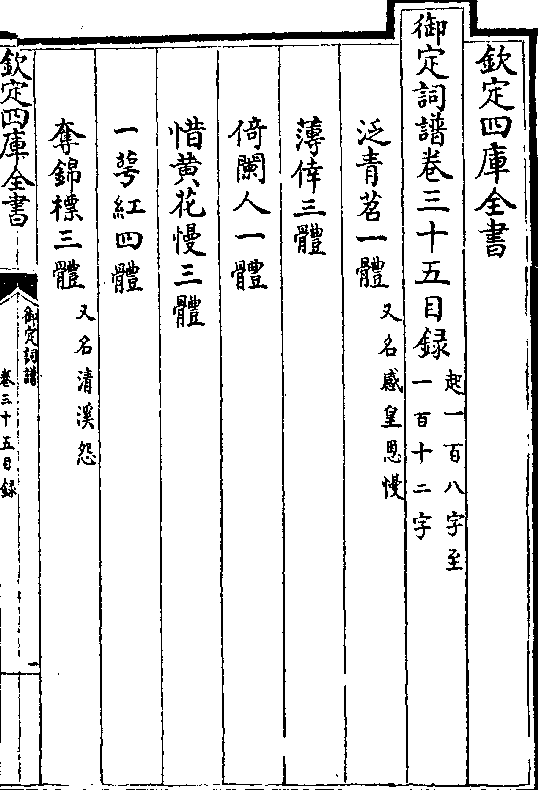 欽定四庫全書
御定詞譜卷三十五目録
起一百八字至
一百十二字
泛青苕一體
又名感皇恩慢
薄倖三體
倚闌人一體
惜黄花慢三體
一萼紅四體
奪錦標三體
又名清溪怨
欽定四庫全書
御定詞譜
卷三十五目録
一